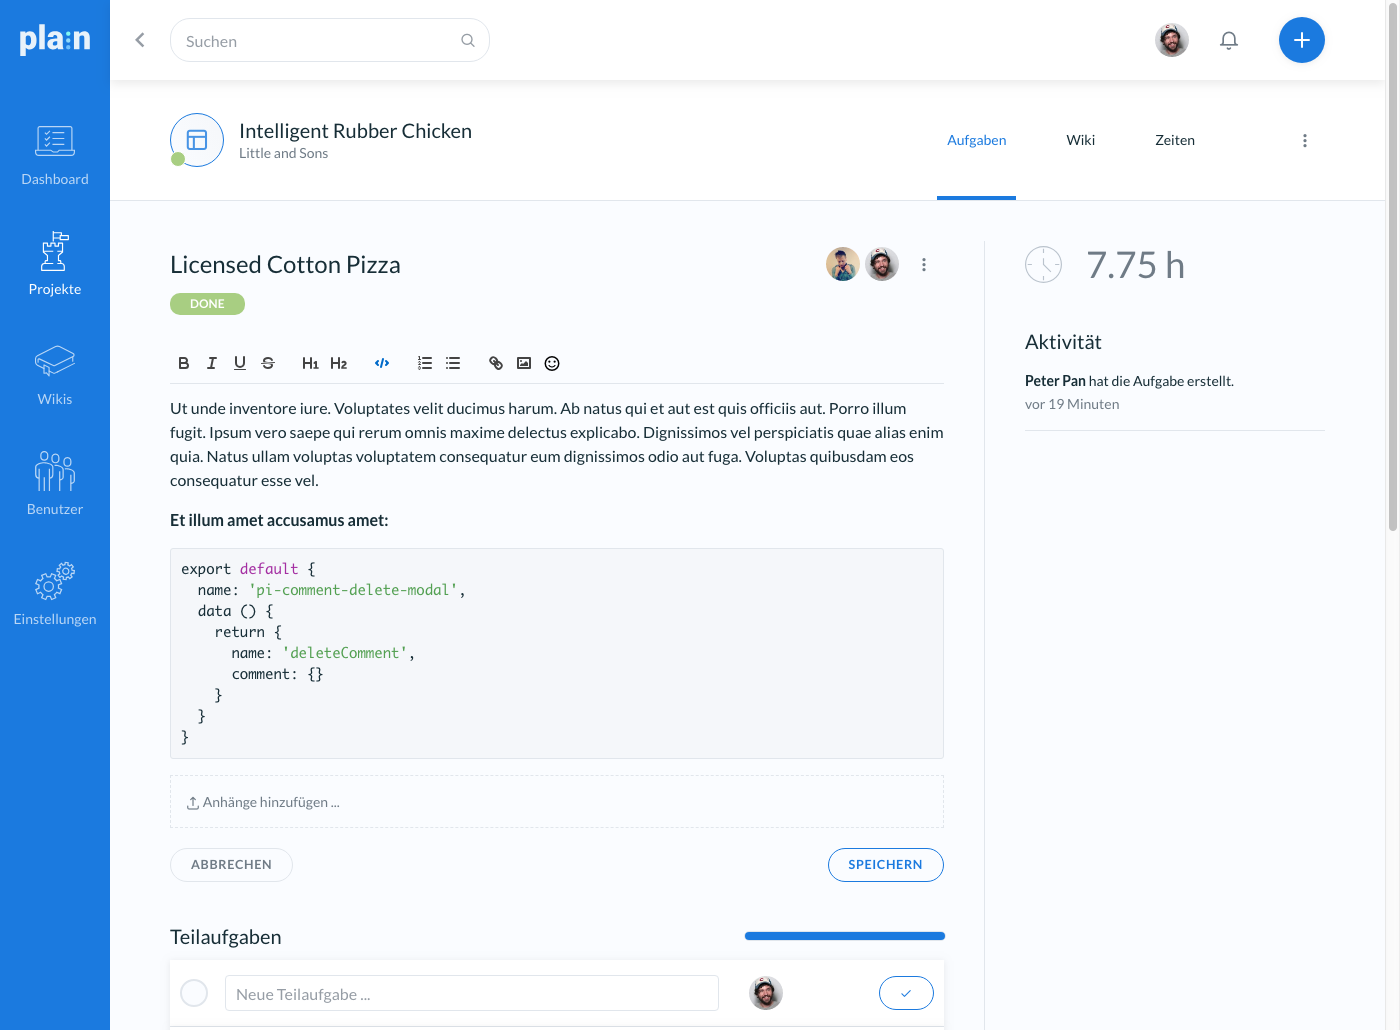 pla:n
Suchen
Dashboard
Projekte
Wikis
Benutzer
Einstellungen
Intelligent Rubber Chicken
Little and Sons
Aufgaben
Wiki
Zeiten
Licensed Cotton Pizza
DONE
B I U S H1 H2
Ut unde inventore iure. Voluptates velit ducimus harum. Ab natus qui et aut est quis officiis aut. Porro illum
fugit. Ipsum vero saepe qui rerum omnis maxime delectus explicabo. Dignissimos vel perspiciatis quae alias enim
quia. Natus ullam voluptas voluptatem consequatur eum dignissimos odio aut fuga. Voluptas quibusdam eos
consequatur esse vel.
Et illum amet accusamus amet:
export default {
  name: 'pi-comment-delete-modal',
  data () {
    return {
      name: 'deleteComment',
      comment: {}
    }
  }
}
Anhänge hinzufügen ...
ABBRECHEN
SPEICHERN
Teilaufgaben
Neue Teilaufgabe ...
7.75 h
Aktivität
Peter Pan hat die Aufgabe erstellt.
vor 19 Minuten